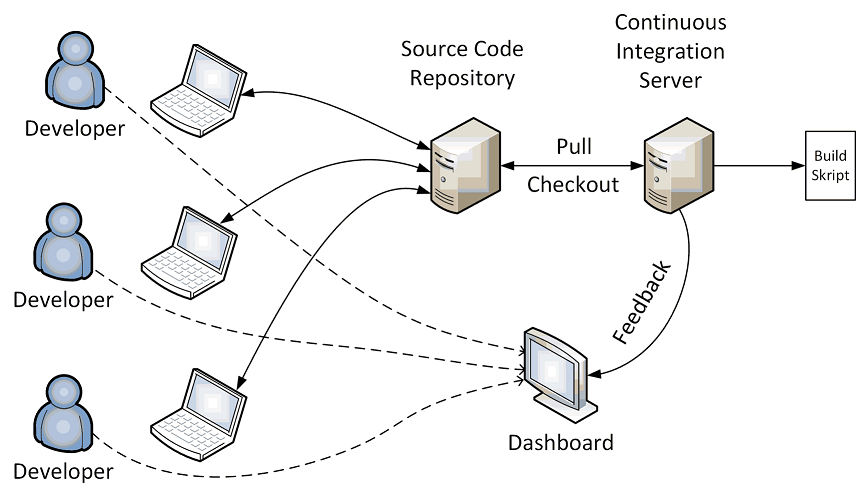 Developer
Developer
Developer
Source Code
Repository
Continuous
Integration
Server
Pull
Checkout
Build
Skript
Feedback
Dashboard